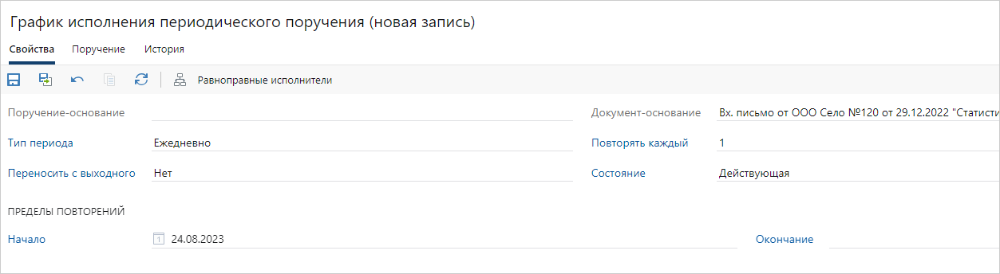 График исполнения периодического поручения (новая запись)
Свойства Поручение История
Равноправные исполнители
Поручение-основание Документ-основание Вх. письмо от ООО Село №120 от 29.12.2022 "Статисти
Тип периода Ежедневно Повторять каждый 1
Переносить с выходного Нет Состояние Действующая
ПРЕДЕЛЫ ПОВТОРЕНИЙ
Начало 1 24.08.2023 Окончание